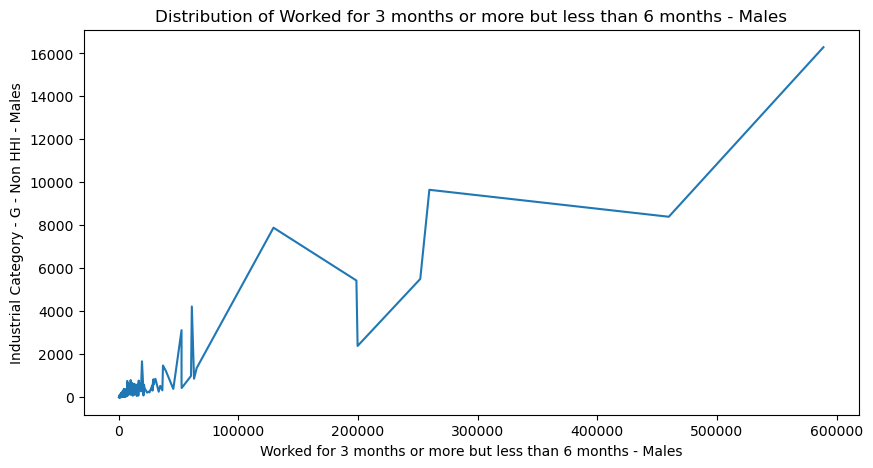 Distribution of Worked for 3 months or more but less than 6 months - Males
Industrial Category - G - Non HHI - Males
16000
14000
12000
10000
8000
6000
4000
2000
0
0 100000 200000 300000 400000 500000 600000
Worked for 3 months or more but less than 6 months - Males